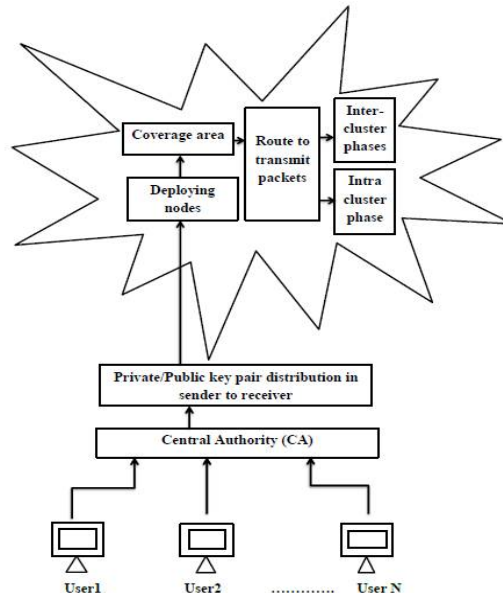 Coverage area
Deploying
nodes
Route to
transmit
packets
Inter-
cluster
phases
Intra
cluster
phase
Private/Public key pair distribution in
sender to receiver
Central Authority (CA)
User1 User2 ………….. User N